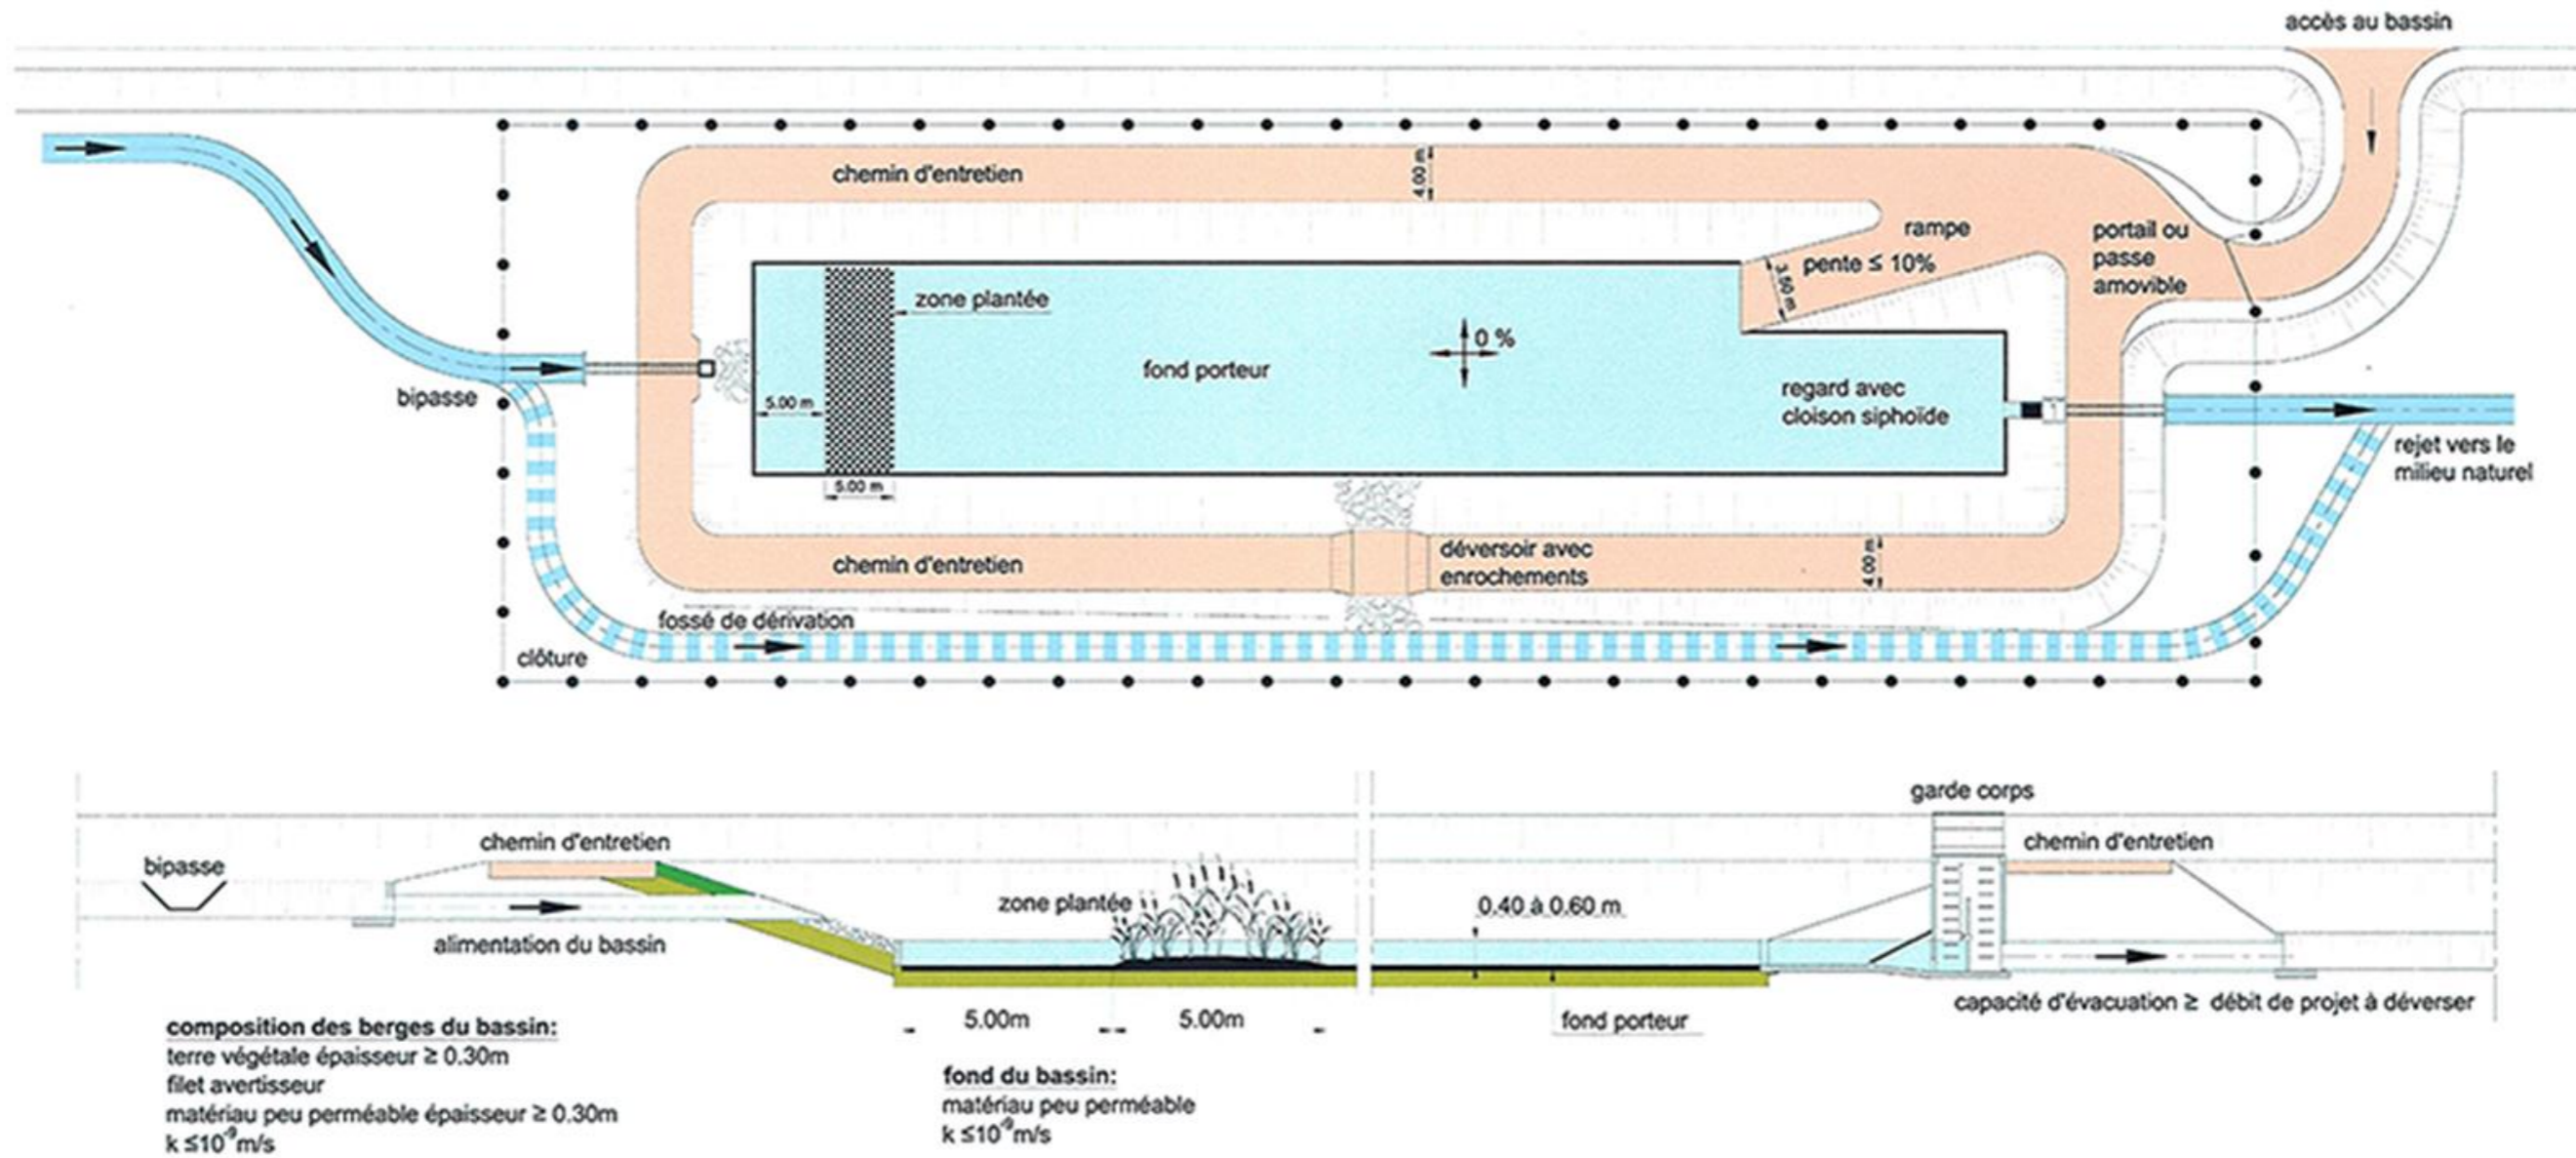 accès au bassin
chemin d'entretien
4.00 m
rampe
pente ≤ 10%
3.50 m
portail ou
passe
amovible
zone plantée
0 %
fond porteur
5.00 m
5.00 m
regard avec
cloison siphoïde
bipasse
rejet vers le
milieu naturel
chemin d'entretien
déversoir avec
enrochements
4.00 m
fossé de dérivation
clôture
garde corps
chemin d'entretien
chemin d'entretien
bipasse
zone plantée
0.40 à 0.60 m
alimentation du bassin
capacité d'évacuation ≥ débit de projet à déverser
5.00m
5.00m
fond porteur
composition des berges du bassin:
terre végétale épaisseur ≥ 0.30m
filet avertisseur
matériau peu perméable épaisseur ≥ 0.30m
k ≤10⁻⁹m/s
fond du bassin:
matériau peu perméable
k ≤10⁻⁹m/s